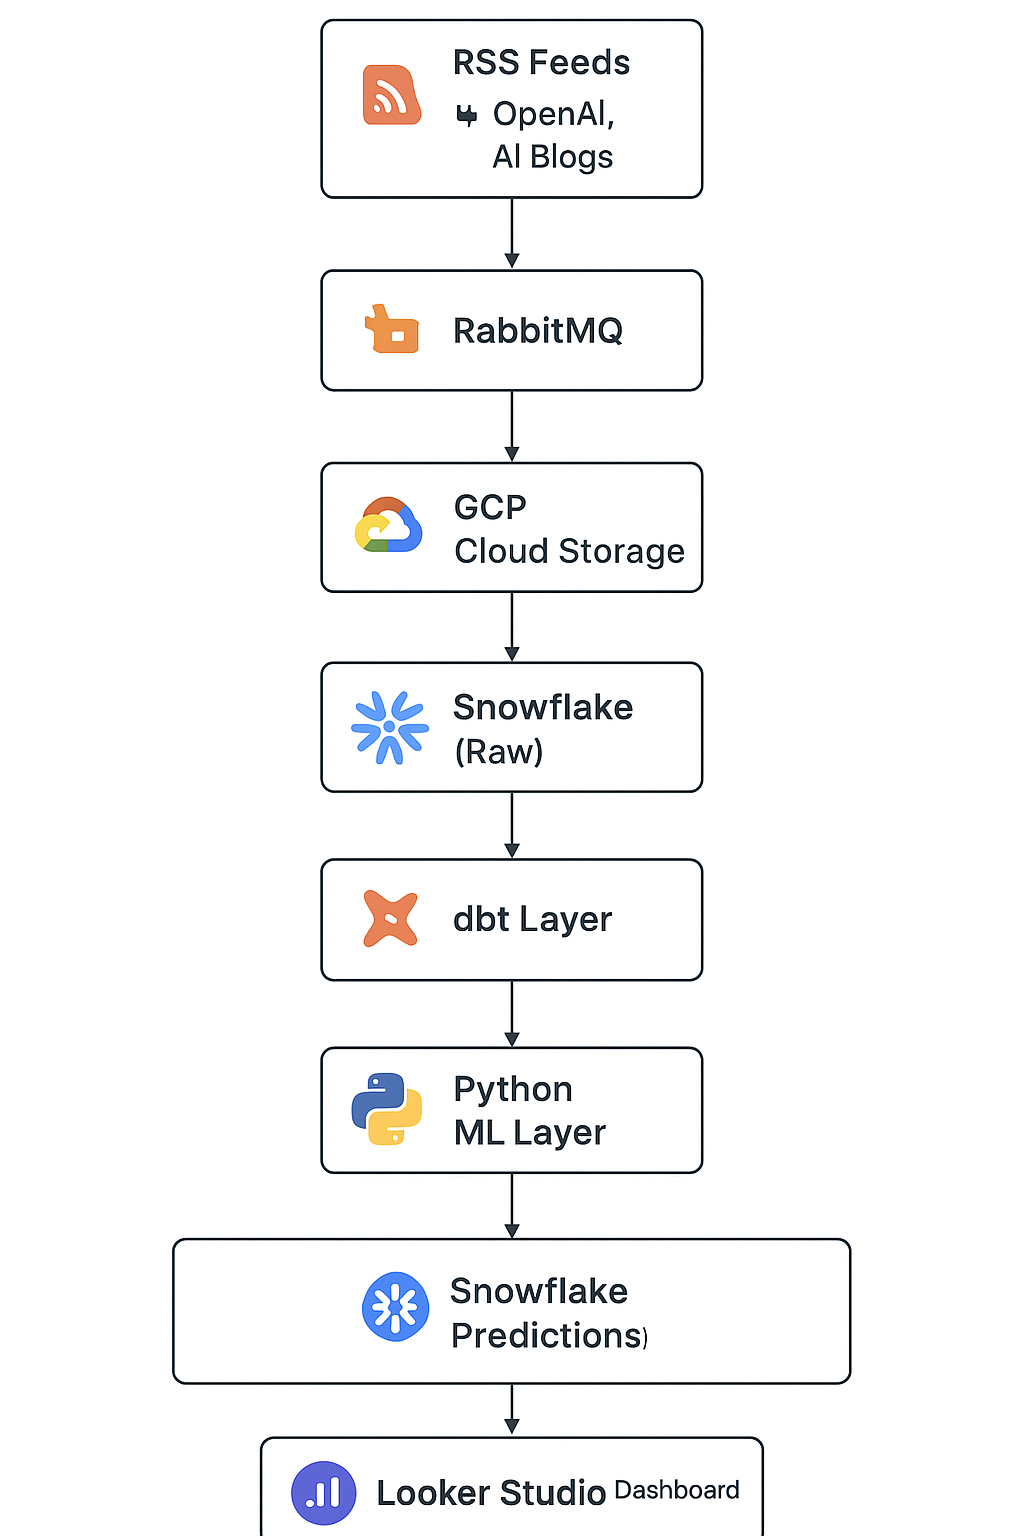 RSS Feeds
OpenAI,
AI Blogs
RabbitMQ
GCP
Cloud Storage
Snowflake
(Raw)
dbt Layer
Python
ML Layer
Snowflake
Predictions)
Looker Studio Dashboard